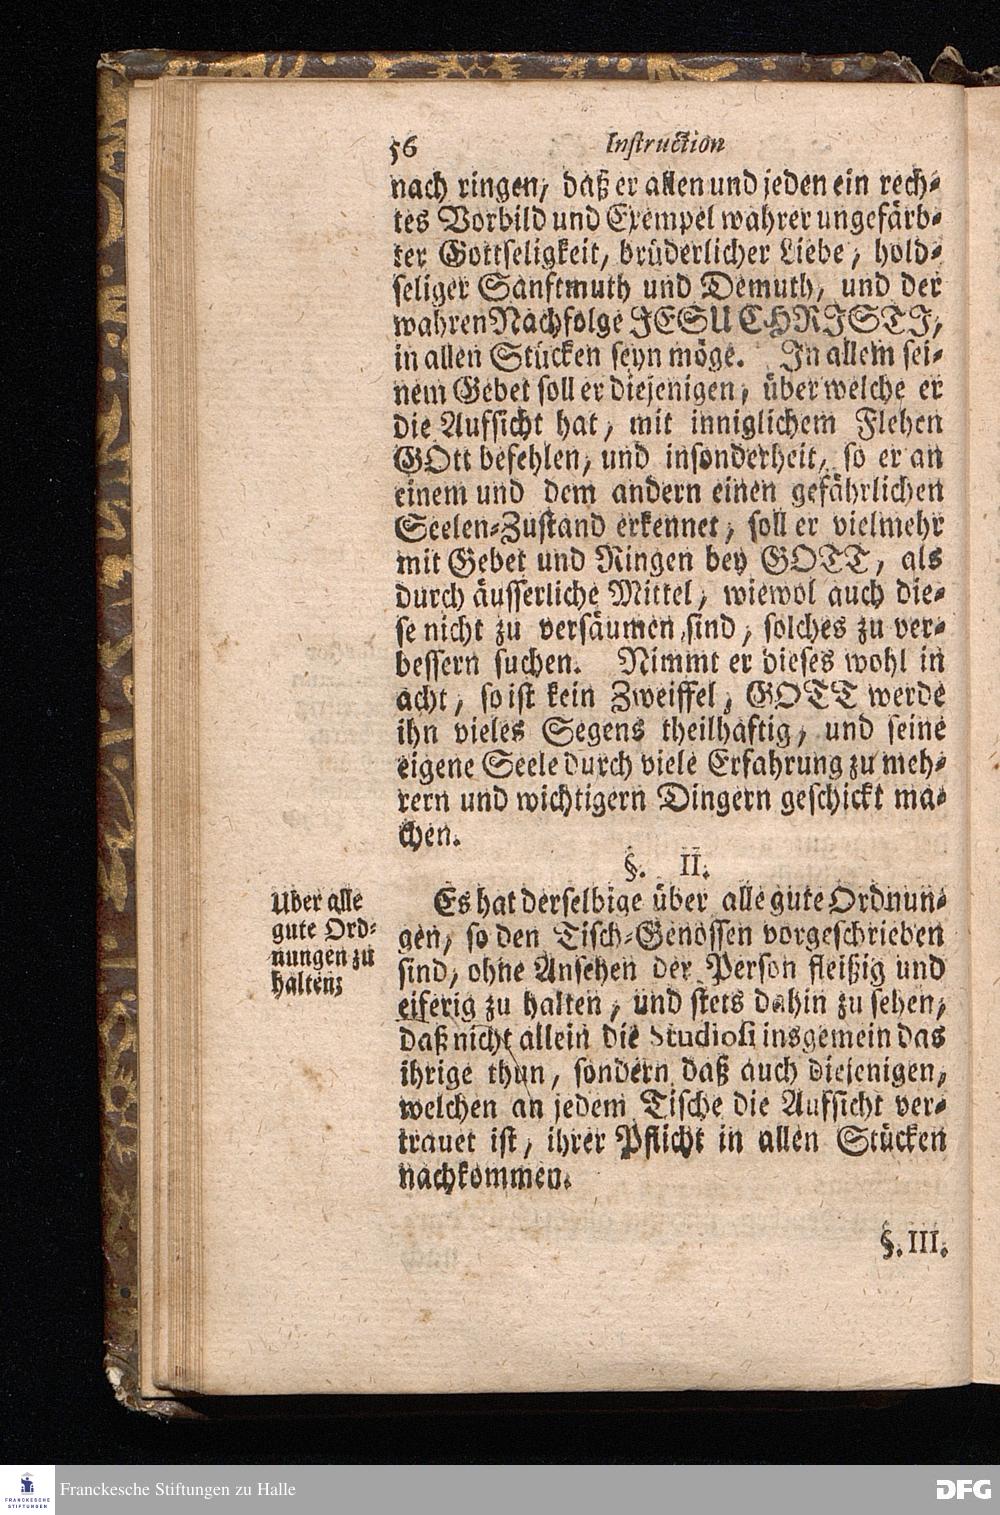 56 Instruction
nach ringen, daß er allen und jeden ein rech-
tes Vorbild und Exempel wahrer ungefärb-
ter Gottseligkeit, brüderlicher Liebe, hold-
seliger Sanftmuth und Demuth, und der
wahren Nachfolge JESU CHRISTI,
in allen Stücken seyn möge. In allem sei-
nem Gebet soll er diejenigen, über welche er
die Aufsicht hat, mit inniglichem Flehen
GOtt befehlen, und insonderheit, so er an
einem und dem andern einen gefährlichen
Seelen-Zustand erkennet, soll er vielmehr
mit Gebet und Ringen bey GOTT, als
durch äusserliche Mittel, wiewol auch die-
se nicht zu versäumen sind, solches zu ver-
bessern suchen. Nimmt er dieses wohl in
acht, so ist kein Zweiffel, GOTT werde
ihn vieles Segens theilhaftig, und seine
eigene Seele durch viele Erfahrung zu meh-
rern und wichtigern Dingern geschickt ma-
chen.
§. II.
Uber alle
gute Ord-
nungen zu
halten;
Es hat derselbige über alle gute Ordnun-
gen, so den Tisch-Genossen vorgeschrieben
sind, ohne Ansehen der Person fleißig und
eiferig zu halten, und stets dahin zu sehen,
daß nicht allein die Studiosi insgemein das
ihrige thun, sondern daß auch diejenigen,
welchen an jedem Tische die Aufsicht ver-
trauet ist, ihrer Pflicht in allen Stücken
nachkommen.
§. III.
FRANCKESCHE
STIFTUNGEN
Franckesche Stiftungen zu Halle
DFG